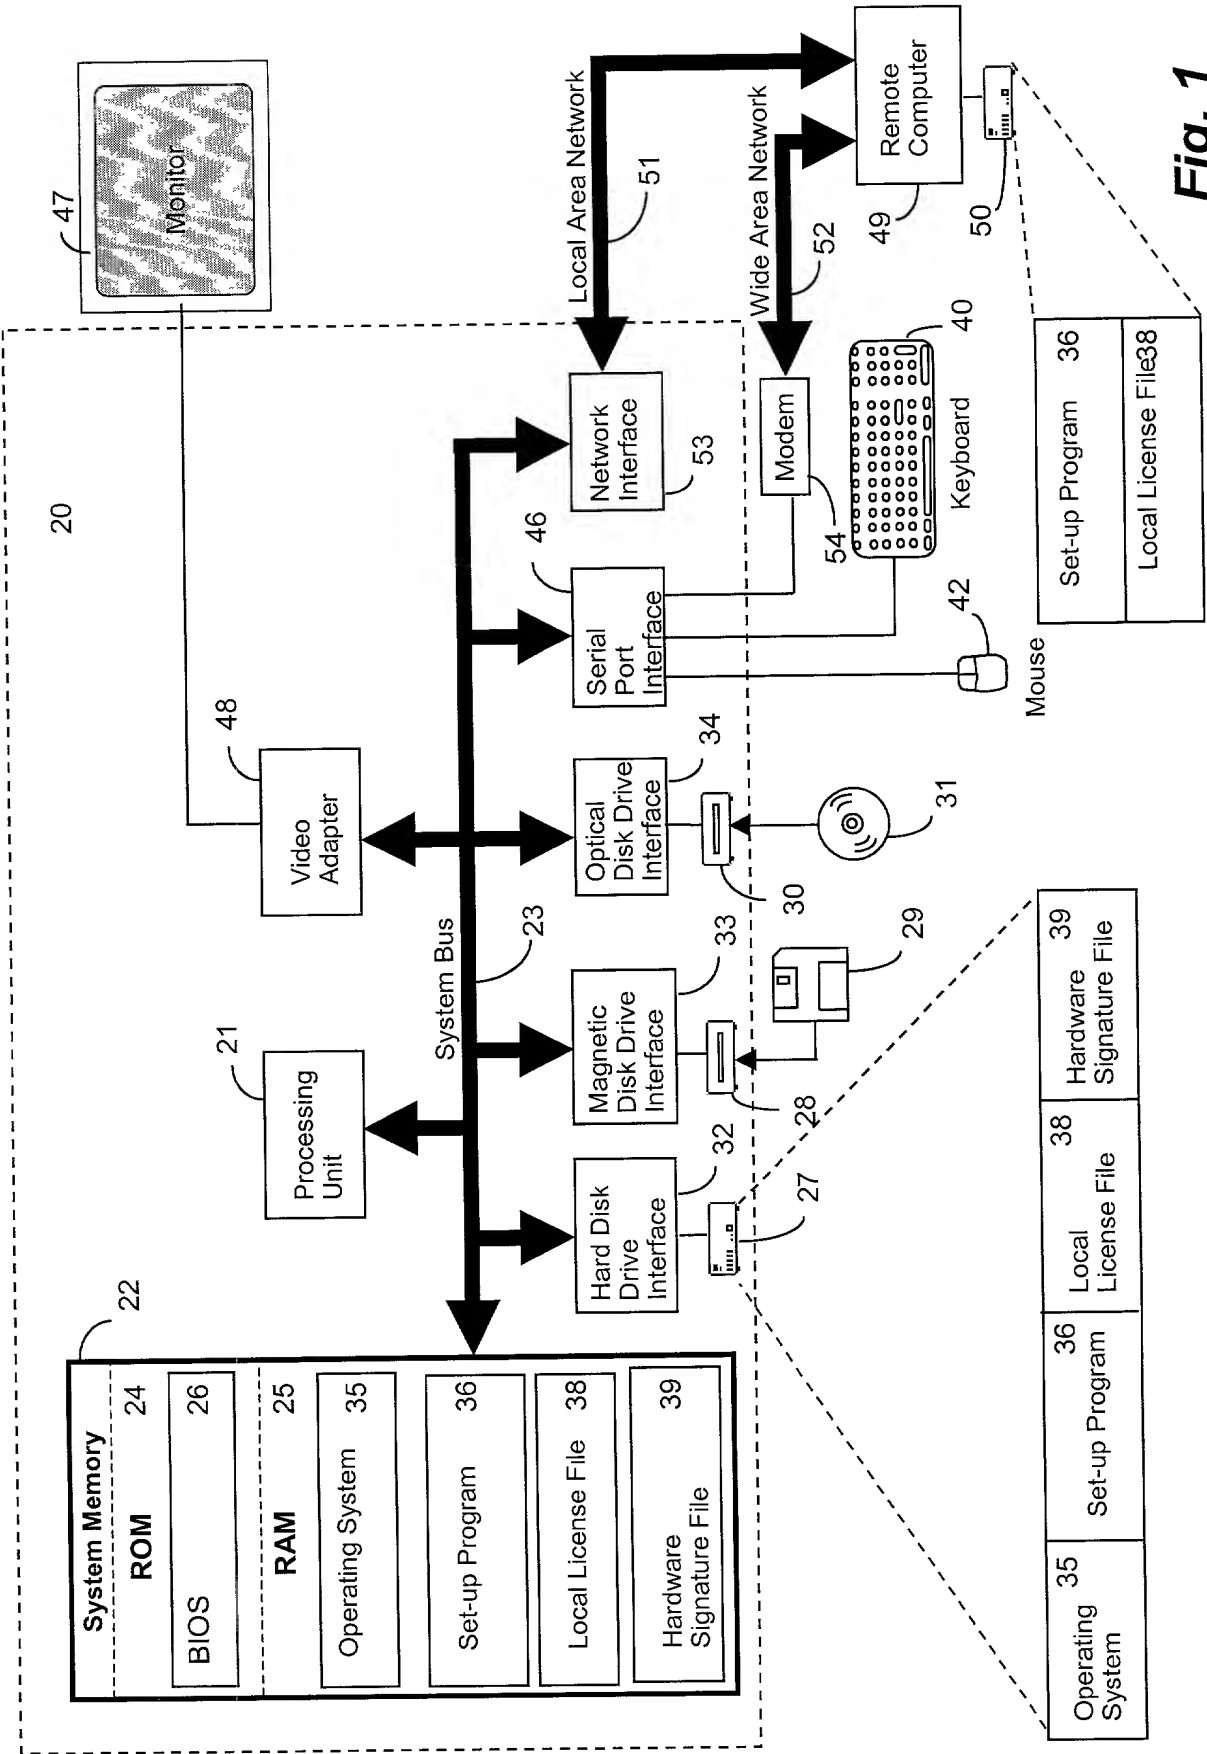 System Memory
ROM 24
BIOS 26
RAM 25
Operating System 35
Set-up Program 36
Local License File 38
Hardware
Signature File
39
22
Processing
Unit
21
Video
Adapter
48
20
Monitor
47
System Bus
23
Hard Disk
Drive
Interface
32
Magnetic
Disk Drive
Interface
33
Optical
Disk Drive
Interface
34
Serial
Port
Interface
46
Network
Interface
53
Local Area Network
51
Wide Area Network
52
Modem
54
27
28
29
30
31
Keyboard
40
Mouse
42
Remote
Computer
49
50
Operating
System
35
Set-up Program
36
Local
License File
38
Hardware
Signature File
39
Set-up Program 36
Local License File38
Fig. 1